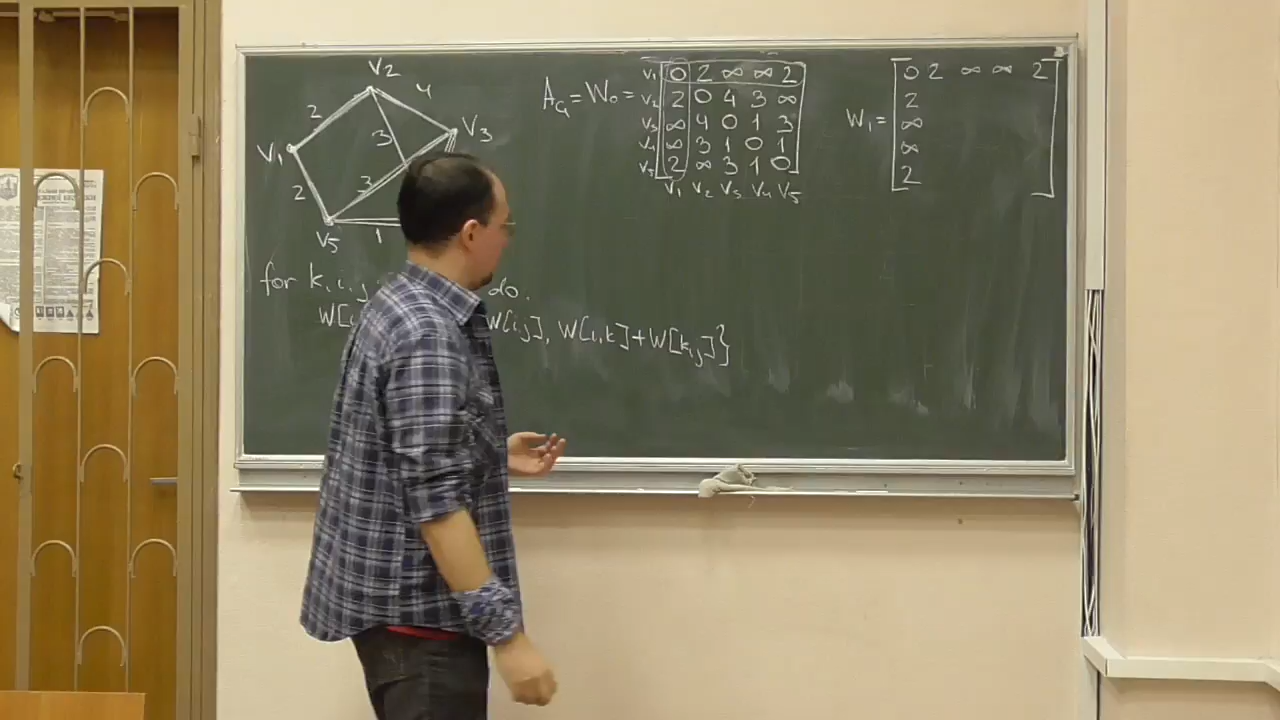 V2
2 4
V1 3 V3
2 3
V5 1
for k, i, j do.
W[i W[i,j], W[i,k]+W[k,j]}
A_G = W_0 =
V1 0 2 ∞ ∞ 2
V2 2 0 4 3 ∞
V3 ∞ 4 0 1 3
V4 ∞ 3 1 0 1
V5 2 ∞ 3 1 0
V1 V2 V3 V4 V5
W_1 =
0 2 ∞ ∞ 2
2
∞
∞
2